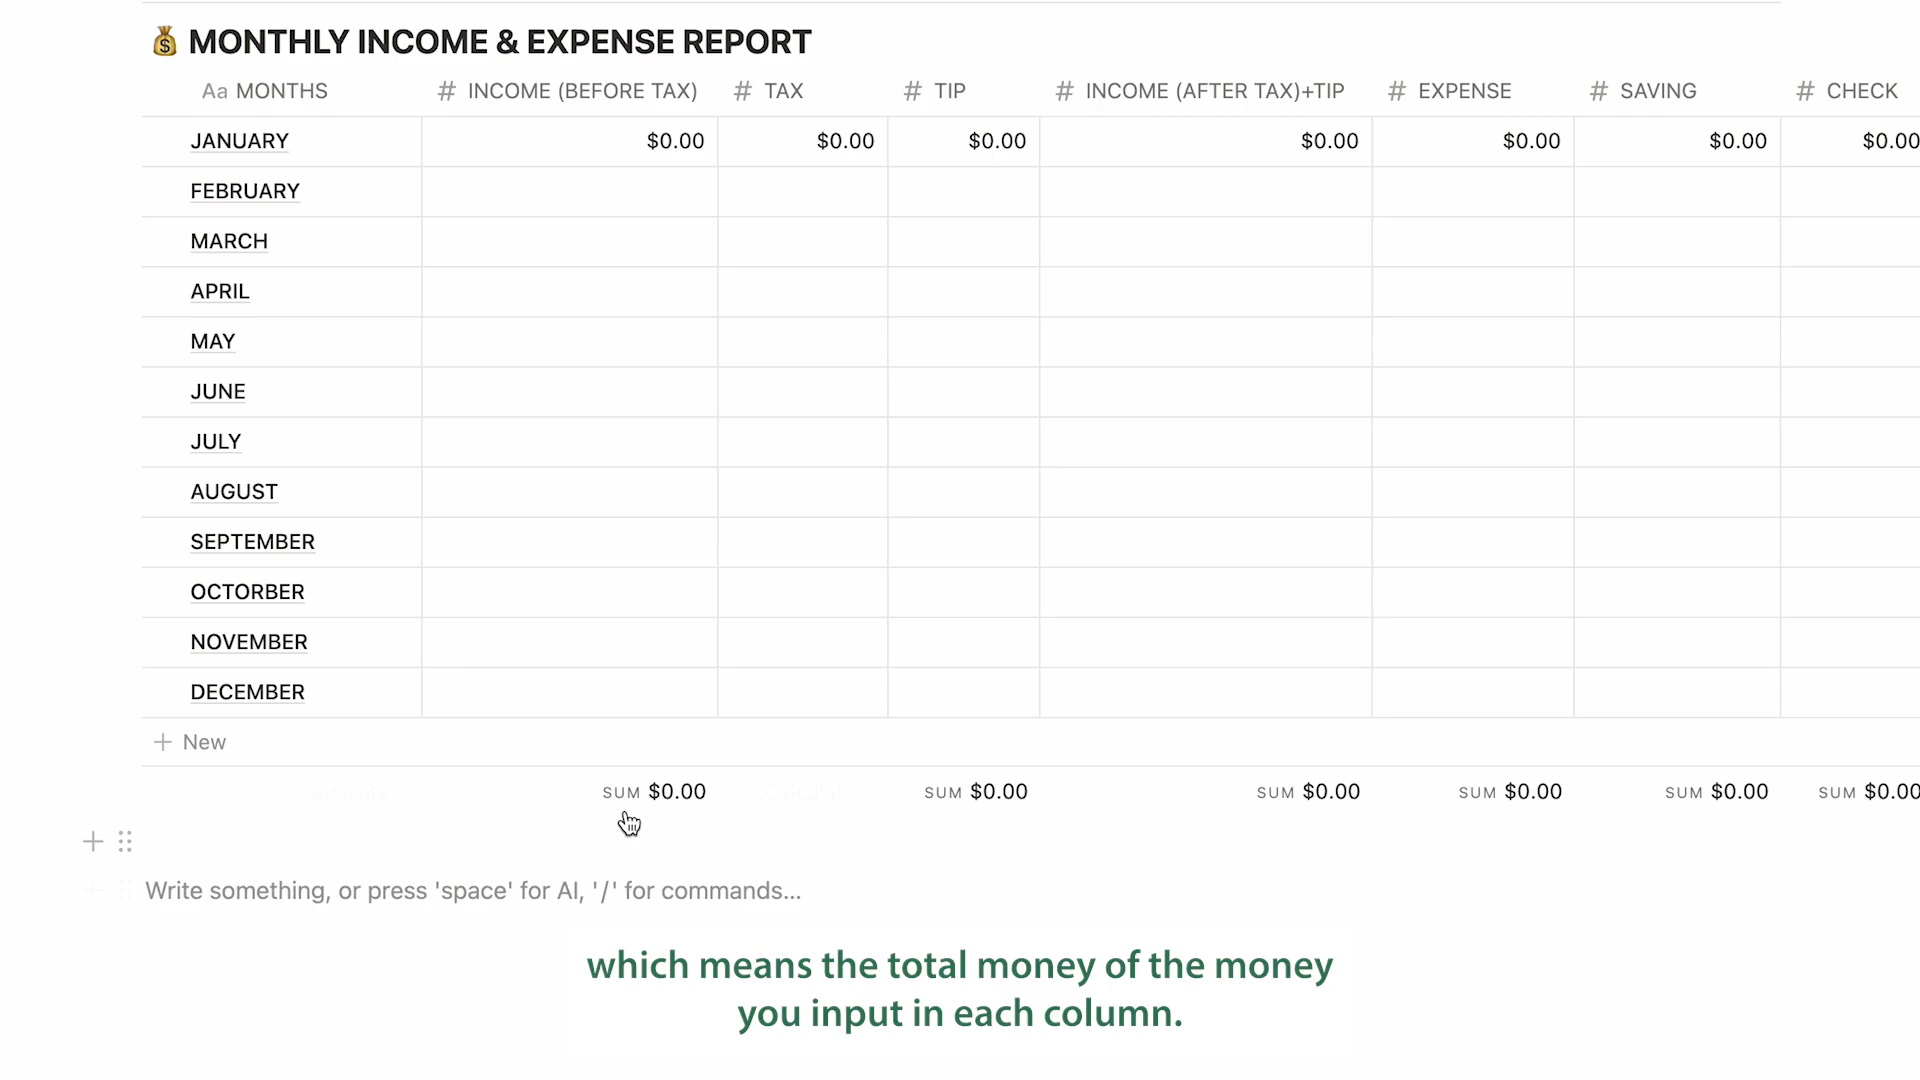 MONTHLY INCOME & EXPENSE REPORT
Aa MONTHS # INCOME (BEFORE TAX) # TAX # TIP # INCOME (AFTER TAX)+TIP # EXPENSE # SAVING # CHECK
JANUARY $0.00 $0.00 $0.00 $0.00 $0.00 $0.00 $0.00
FEBRUARY
MARCH
APRIL
MAY
JUNE
JULY
AUGUST
SEPTEMBER
OCTORBER
NOVEMBER
DECEMBER
+ New
Calculate SUM $0.00 Calculate SUM $0.00 SUM $0.00 SUM $0.00 SUM $0.00 SUM $0.00
Write something, or press 'space' for AI, '/' for commands...
which means the total money of the money
you input in each column.